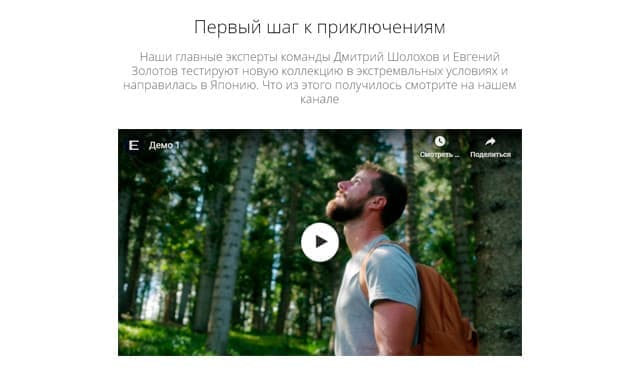 Первый шаг к приключениям
Наши главные эксперты команды Дмитрий Шолохов и Евгений
Золотов тестируют новую коллекцию в экстремвльных условиях и
направилась в Японию. Что из этого получилось смотрите на нашем
канале
E Демо 1
Смотреть ... Поделиться